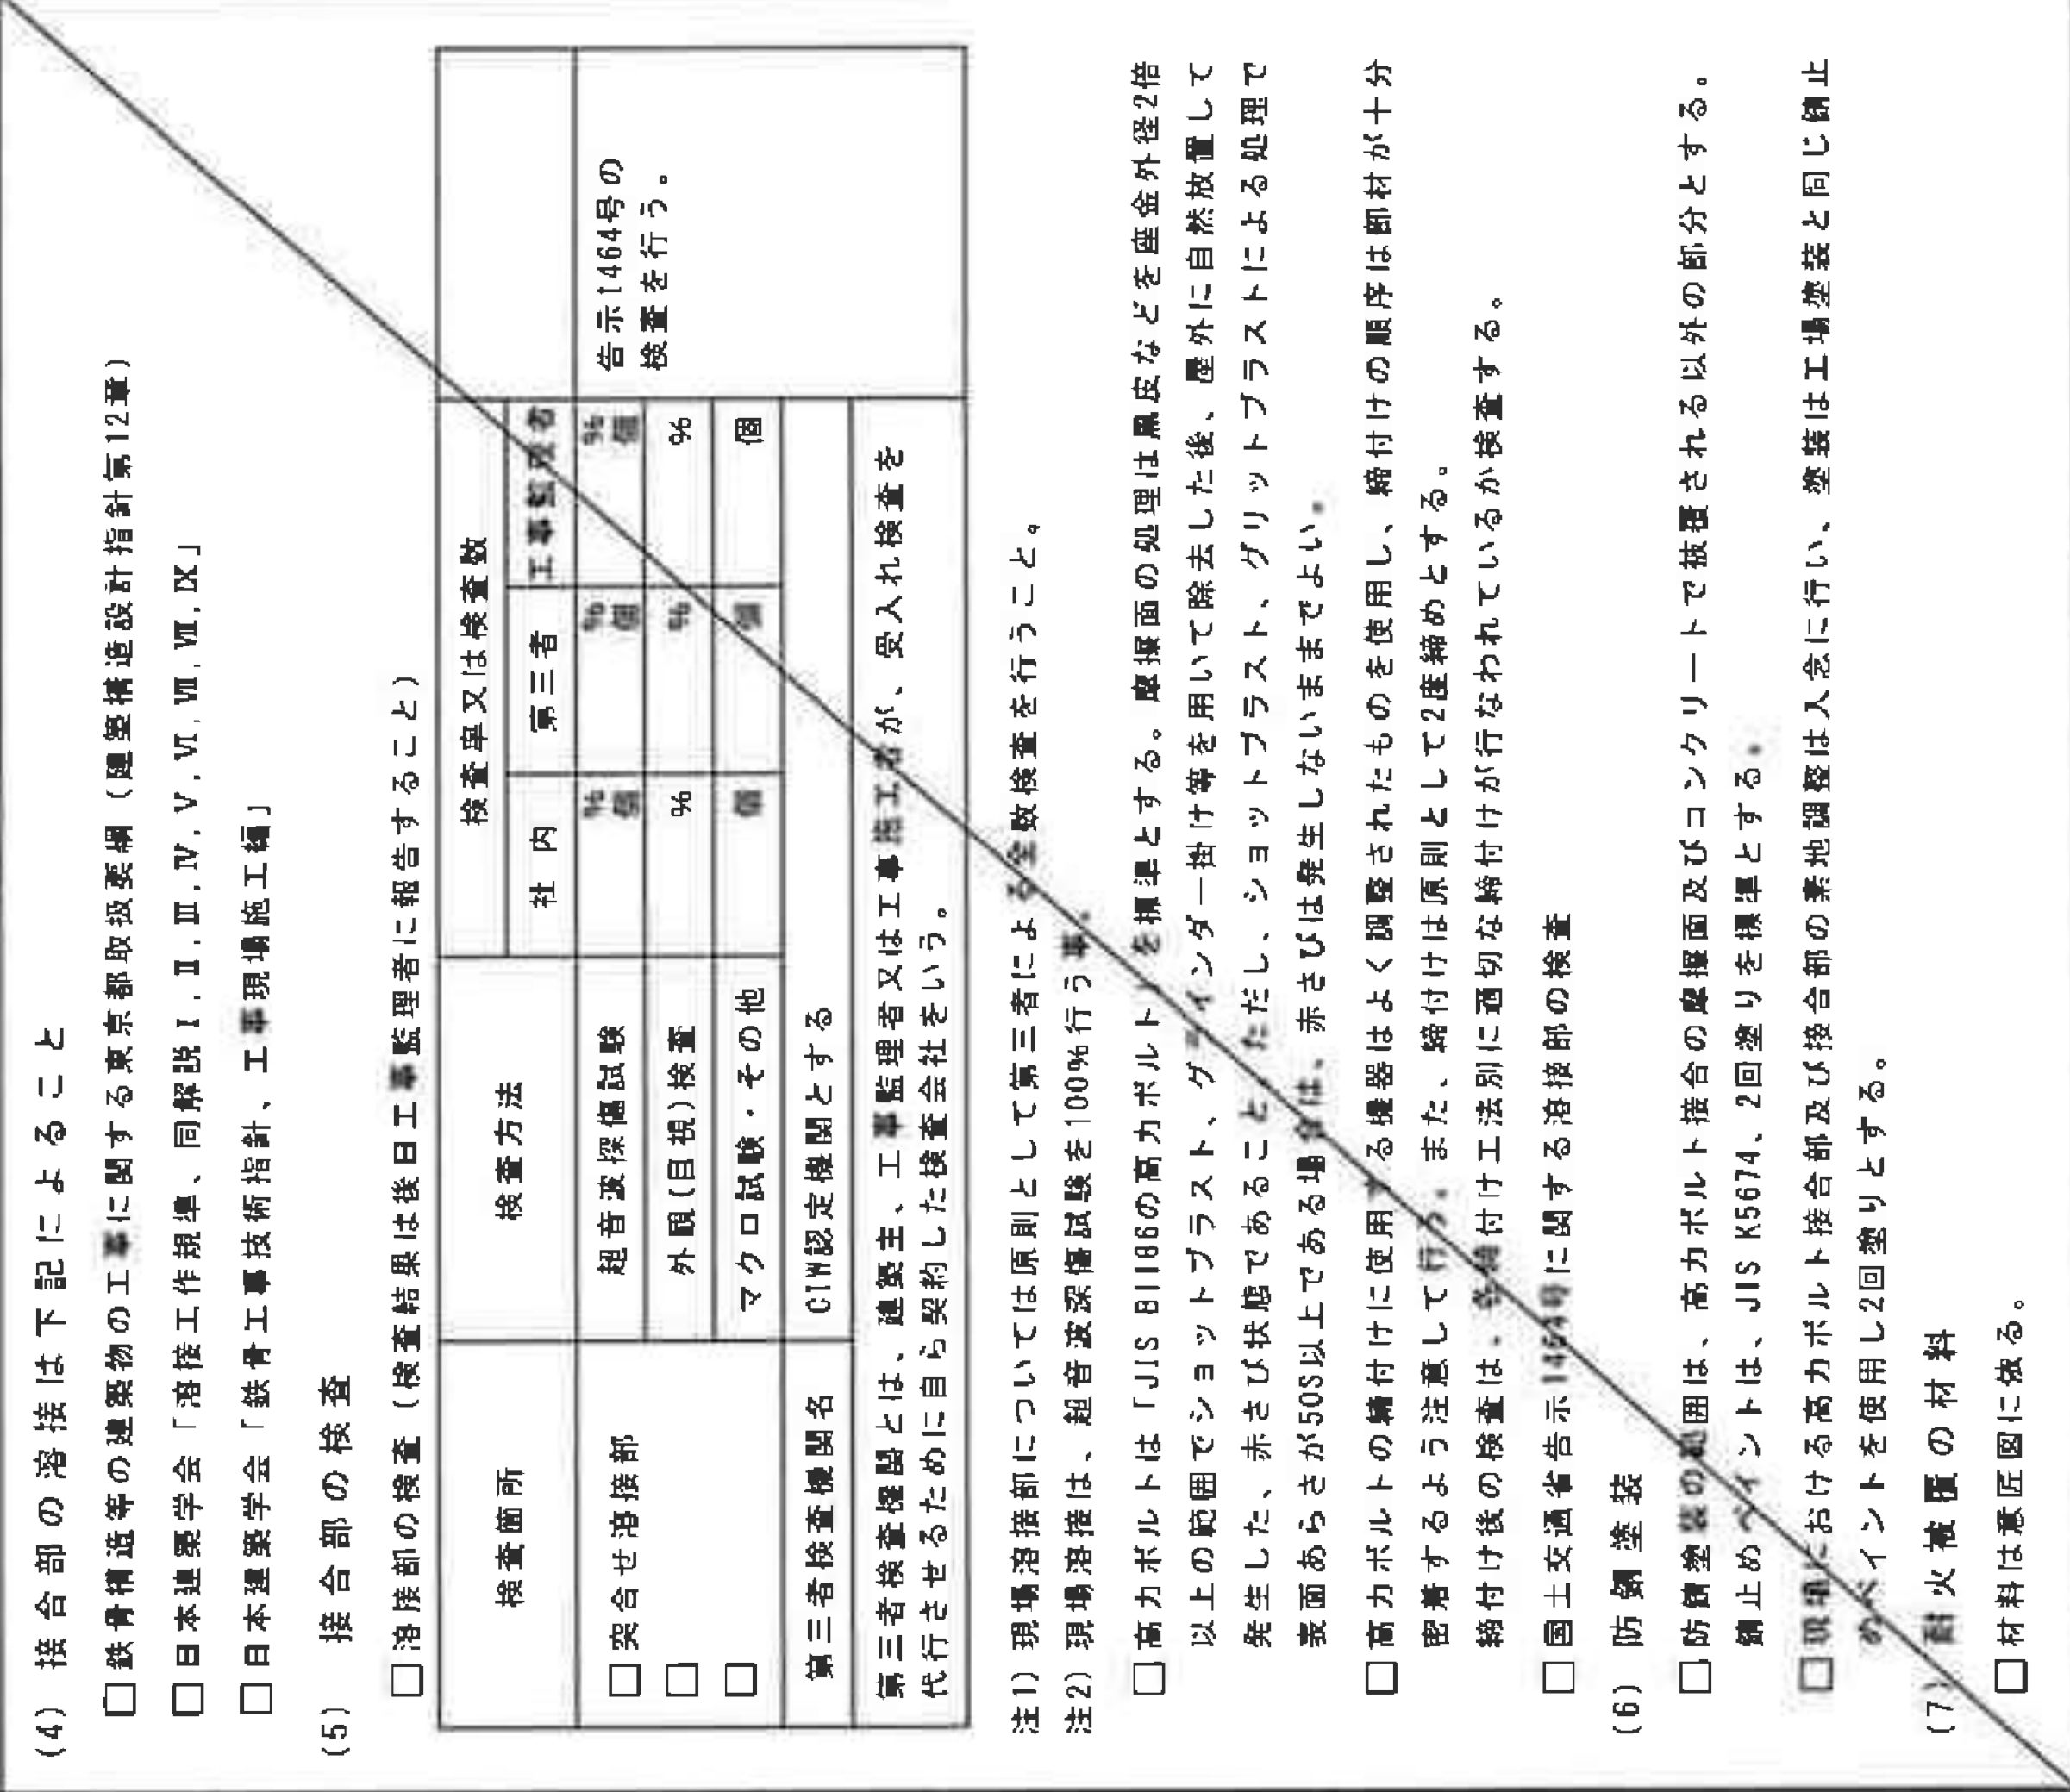 (4) 接合部の溶接は下記によること
□鉄骨構造等の建築物の工事に関する東京都取扱要綱（建築構造設計指針第12章）
□日本建築学会「溶接工作規準、同解説 I , II , III , IV , V , VI , VII , VIII , IX」
□日本建築学会「鉄骨工事技術指針、工事現場施工編」
(5) 接合部の検査
□溶接部の検査（検査結果は後日工事監理者に報告すること）
検査箇所 検査方法 検査率又は検査数
社 内 第三者 工事監理者
□突合せ溶接部 超音波探傷試験 %個 %個 %個 告示1464号の
検査を行う。
□ 外観(目視)検査 % % %
□ マクロ試験・その他 個 個 個
第三者検査機関名 CIW認定機関とする
第三者検査機関とは、建築主、工事監理者又は工事施工者が、受入れ検査を
代行させるために自ら契約した検査会社をいう。
注1) 現場溶接部については原則として第三者による全数検査を行うこと。
注2) 現場溶接は、超音波探傷試験を100%行う事。
□高力ボルトは「JIS B1186の高力ボルト」を標準とする。摩擦面の処理は黒皮などを座金外径2倍
以上の範囲でショットブラスト、グラインダー掛け等を用いて除去した後、屋外に自然放置して
発生した、赤さび状態であること。ただし、ショットブラスト、グリットブラストによる処理で
表面あらさが50S以上である場合は、赤さびは発生しないままでよい。
□高力ボルトの締付けに使用する機器はよく調整されたものを使用し、締付けの順序は部材が十分
密着するよう注意して行う。また、締付けは原則として2度締めとする。
締付け後の検査は、各締付け工法別に適切な締付けが行なわれているか検査する。
□国土交通省告示1464号に関する溶接部の検査
(6) 防錆塗装
□防錆塗装の範囲は、高力ボルト接合の摩擦面及びコンクリートで被覆される以外の部分とする。
錆止めペイントは、JIS K5674、2回塗りを標準とする。
□現場における高力ボルト接合部及び接合部の素地調整は入念に行い、塗装は工場塗装と同じ錆止
めペイントを使用し2回塗りとする。
(7) 耐火被覆の材料
□材料は意匠図に依る。